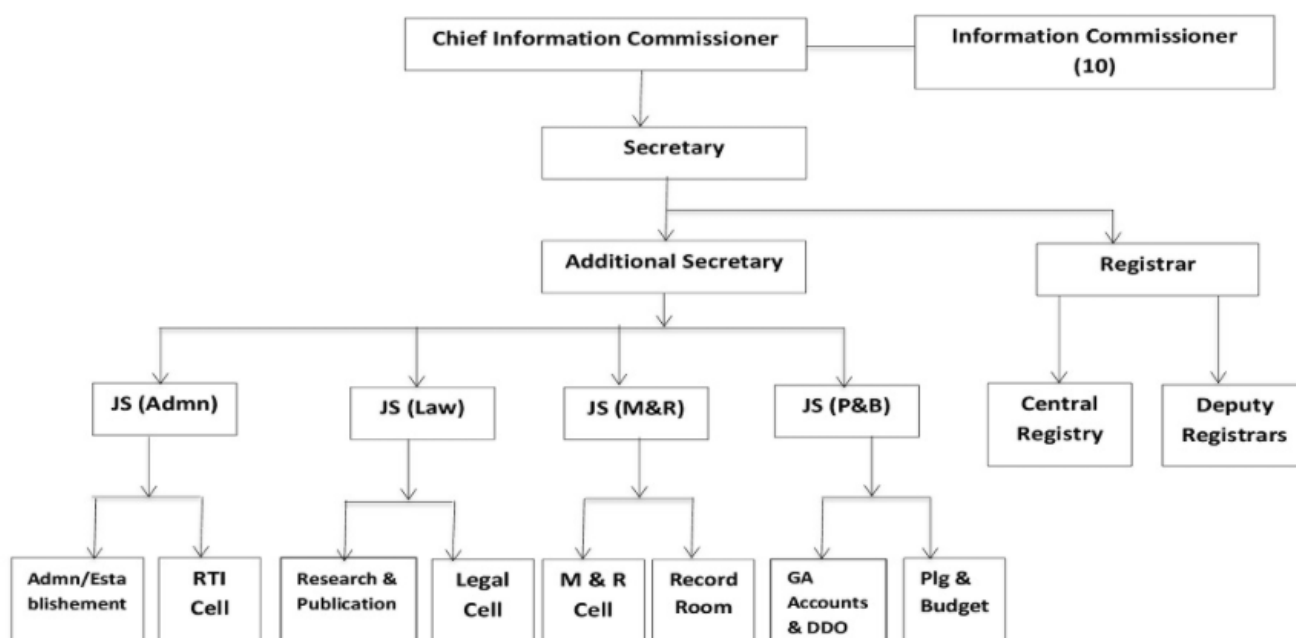 Chief Information Commissioner
Information Commissioner
(10)
Secretary
Additional Secretary
Registrar
JS (Admn)
JS (Law)
JS (M&R)
JS (P&B)
Central
Registry
Deputy
Registrars
Admn/Esta
blishement
RTI
Cell
Research &
Publication
Legal
Cell
M & R
Cell
Record
Room
GA
Accounts
& DDO
Plg &
Budget